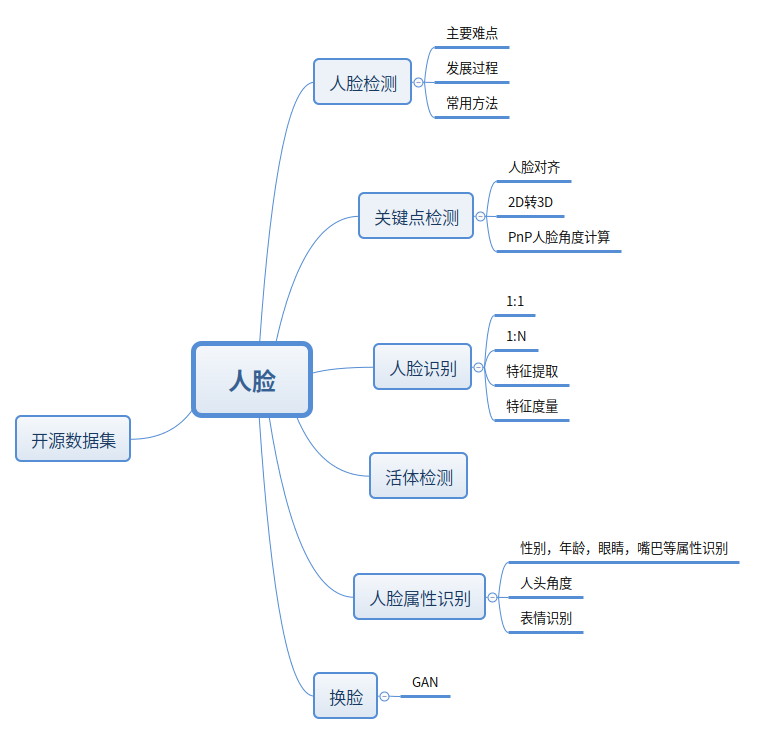 人脸
人脸检测
主要难点
发展过程
常用方法
关键点检测
人脸对齐
2D转3D
PnP人脸角度计算
人脸识别
1:1
1:N
特征提取
特征度量
活体检测
人脸属性识别
性别，年龄，眼睛，嘴巴等属性识别
人头角度
表情识别
换脸
GAN
开源数据集